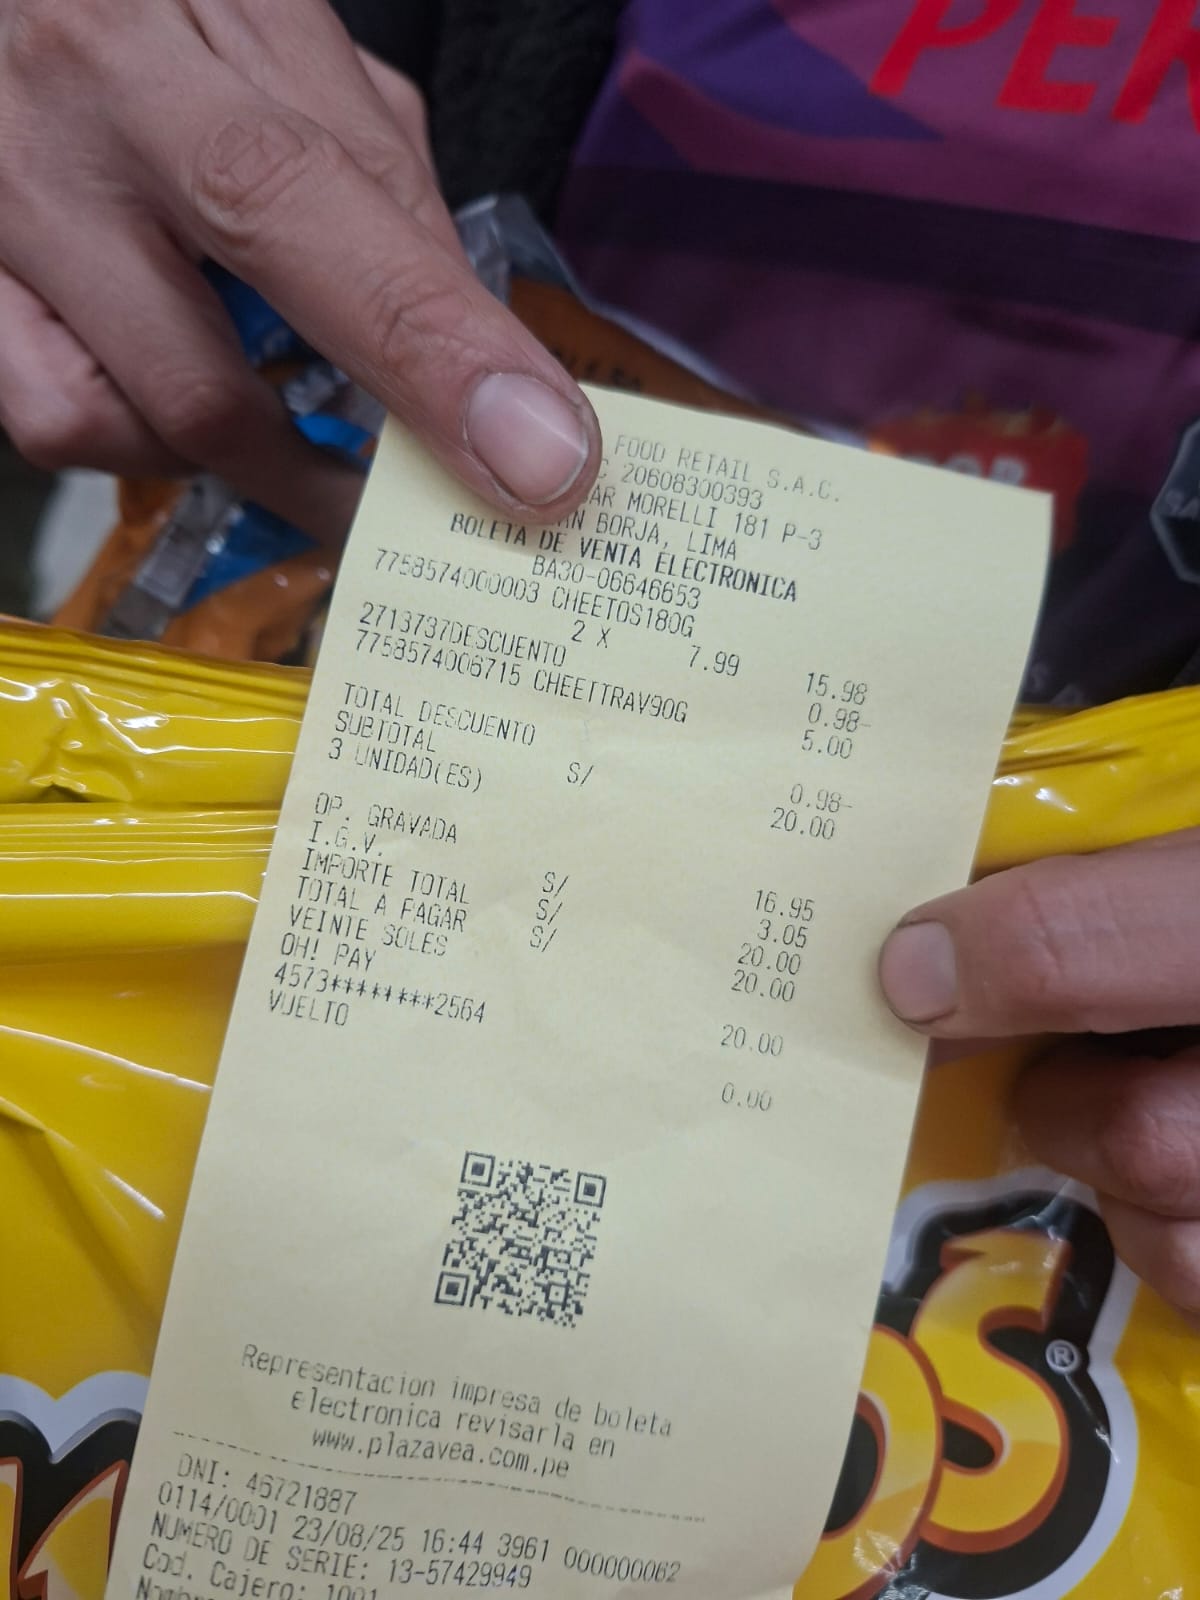 PER
FOOD RETAIL S.A.C.
C 20608300393
AR MORELLI 181 P-3
AN BORJA, LIMA
BOLETA DE VENTA ELECTRONICA
BA30-06646653
7758574000003 CHEETOS180G
2 X 7.99 15.98
2713737DESCUENTO 0.98-
7758574006715 CHEETTRAV90G 5.00
TOTAL DESCUENTO 0.98-
SUBTOTAL S/ 20.00
3 UNIDAD(ES)
OP. GRAVADA S/ 16.95
I.G.V. S/ 3.05
IMPORTE TOTAL S/ 20.00
TOTAL A PAGAR 20.00
VEINTE SOLES
OH! PAY 20.00
4573********2564
VUELTO 0.00
Representacion impresa de boleta
electronica revisarla en
www.plazavea.com.pe
DNI: 46721887
0114/0001 23/08/25 16:44 3961 000000062
NUMERO DE SERIE: 13-57429949
Cod. Cajero: 1001
OS®